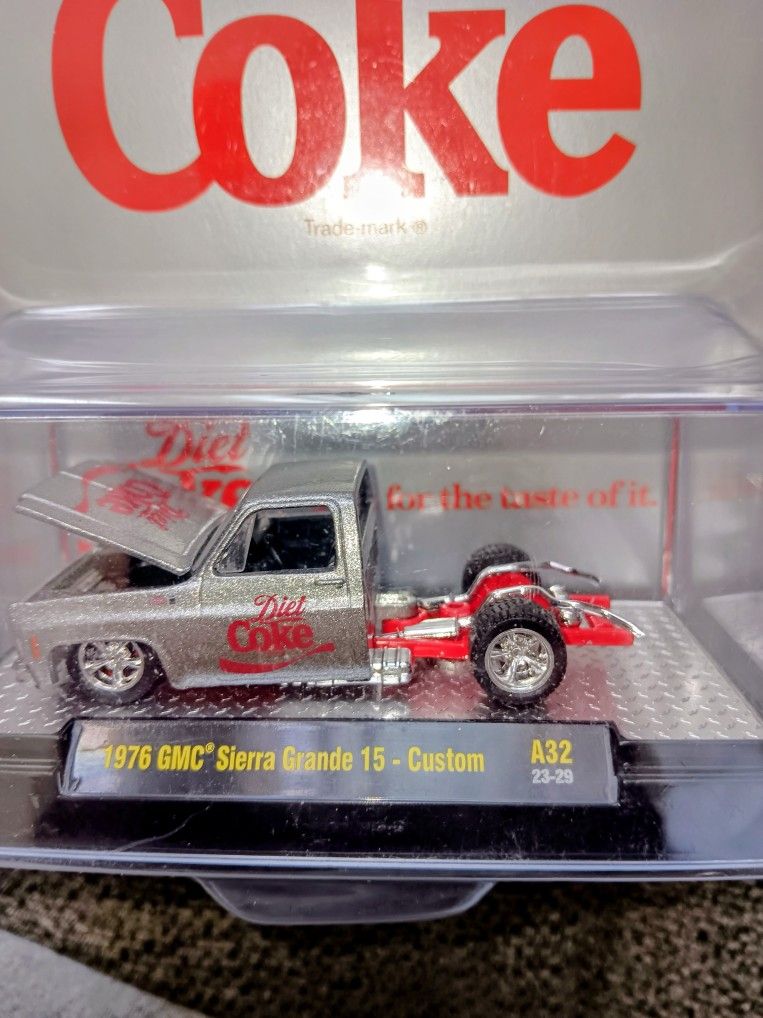 Coke
Trade-mark ®
Diet
for the taste of it.
Diet
Coke
1976 GMC® Sierra Grande 15 - Custom A32
23-29